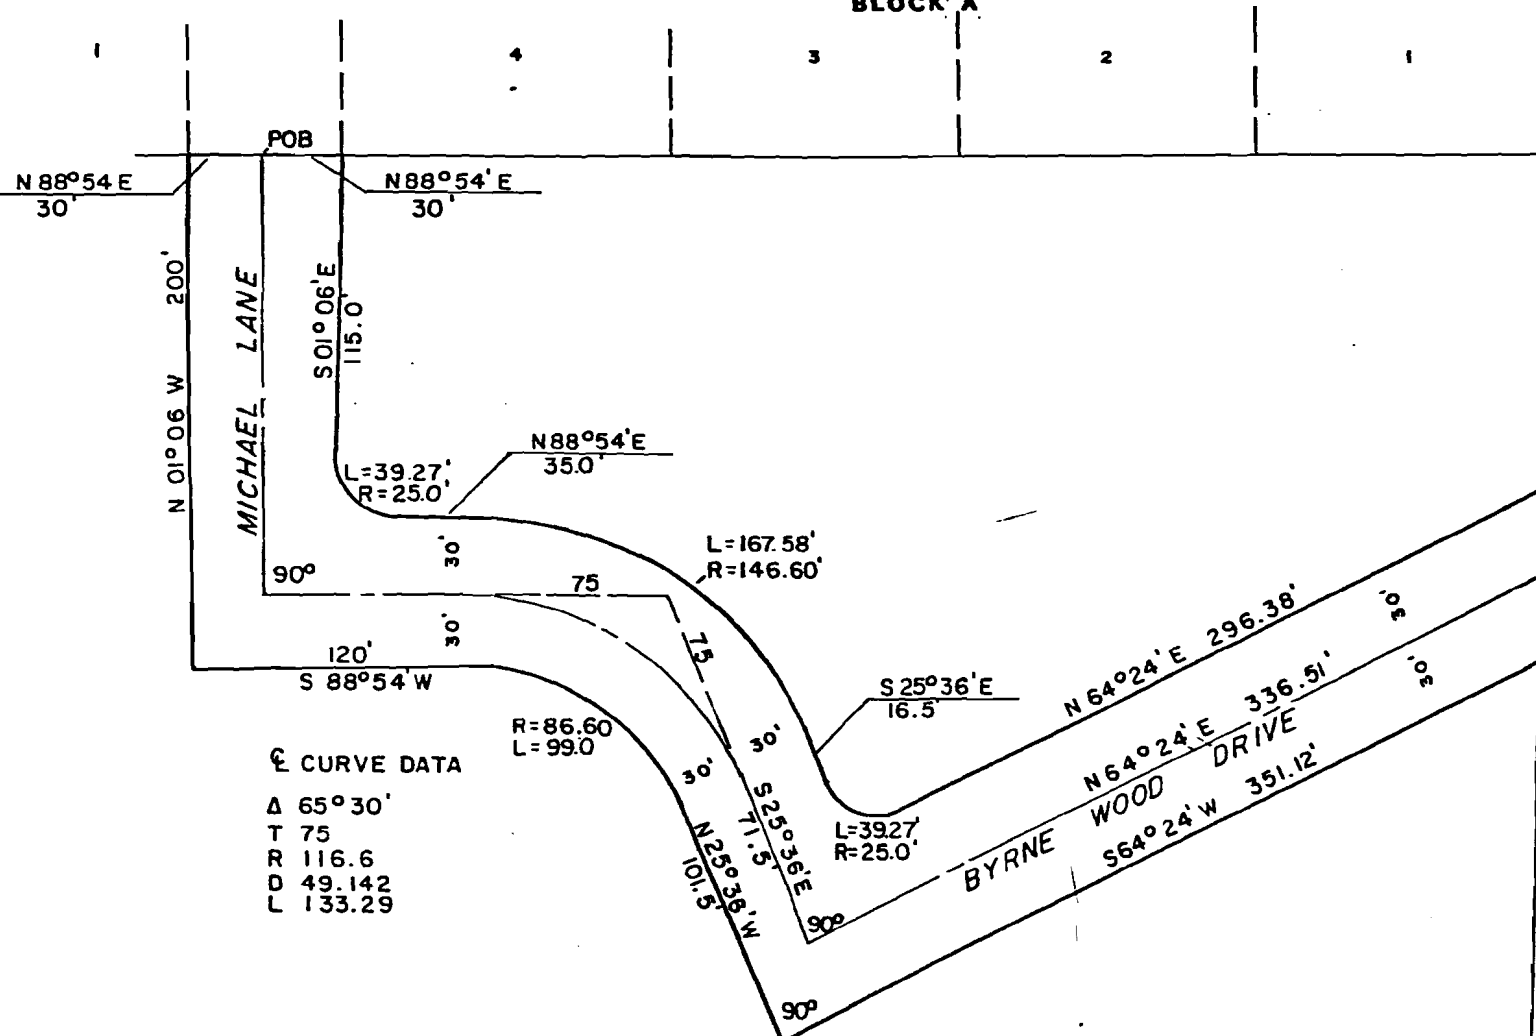 BLOCK A
1
4
3
2
1
POB
N 88°54 E
30'
N 88°54' E
30'
N 01°06 W 200'
MICHAEL LANE
S 01°06' E
115.0'
N 88°54' E
35.0'
L=39.27'
R=25.0'
30'
90°
75
L=167.58'
R=146.60'
30'
75
120'
S 88°54' W
S 25°36' E
16.5'
R=86.60
L=99.0
30'
30'
℄ CURVE DATA
Δ 65°30'
T 75
R 116.6
D 49.142
L 133.29
S 25°36' E
71.5'
N 25°36' W
101.5'
L=39.27'
R=25.0'
90°
90°
N 64°24' E 296.38'
30'
N 64°24' E 336.51'
30'
BYRNE WOOD DRIVE
S 64°24' W 351.12'